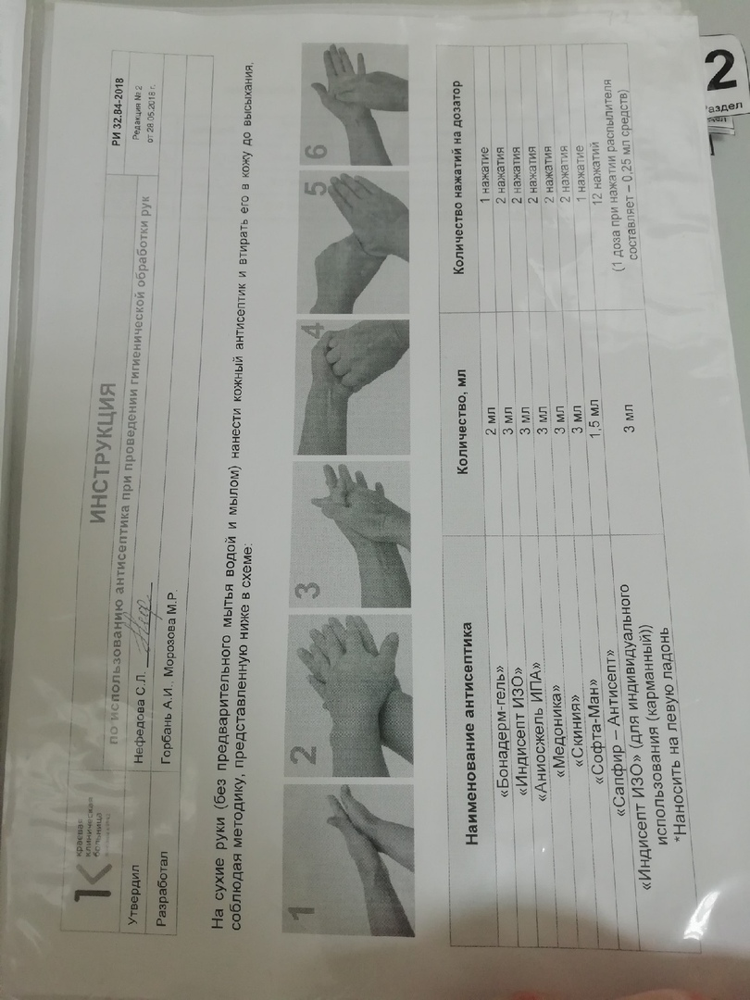 1К краевая
клиническая
больница
ИНСТРУКЦИЯ
по использованию антисептика при проведении гигиенической обработки рук
РИ 32.84-2018
Редакция № 2
от 28.05.2018 г.
Утвердил Нефедова С.Л.
Разработал Горбань А.И., Морозова М.Р.
На сухие руки (без предварительного мытья водой и мылом) нанести кожный антисептик и втирать его в кожу до высыхания,
соблюдая методику, представленную ниже в схеме:
1 2 3 4 5 6
Наименование антисептика Количество, мл Количество нажатий на дозатор
«Бонадерм-гель» 2 мл 1 нажатие
«Индисепт ИЗО» 3 мл 2 нажатия
«Аниосжель ИПА» 3 мл 2 нажатия
«Медоника» 3 мл 2 нажатия
«Скиния» 3 мл 2 нажатия
«Софта-Ман» 3 мл 2 нажатия
«Сапфир – Антисепт» 1,5 мл 1 нажатие
«Индисепт ИЗО» (для индивидуального 3 мл 12 нажатий
использования (карманный)) (1 доза при нажатии распылителя
*Наносить на левую ладонь составляет – 0,25 мл средств)
2
аздел